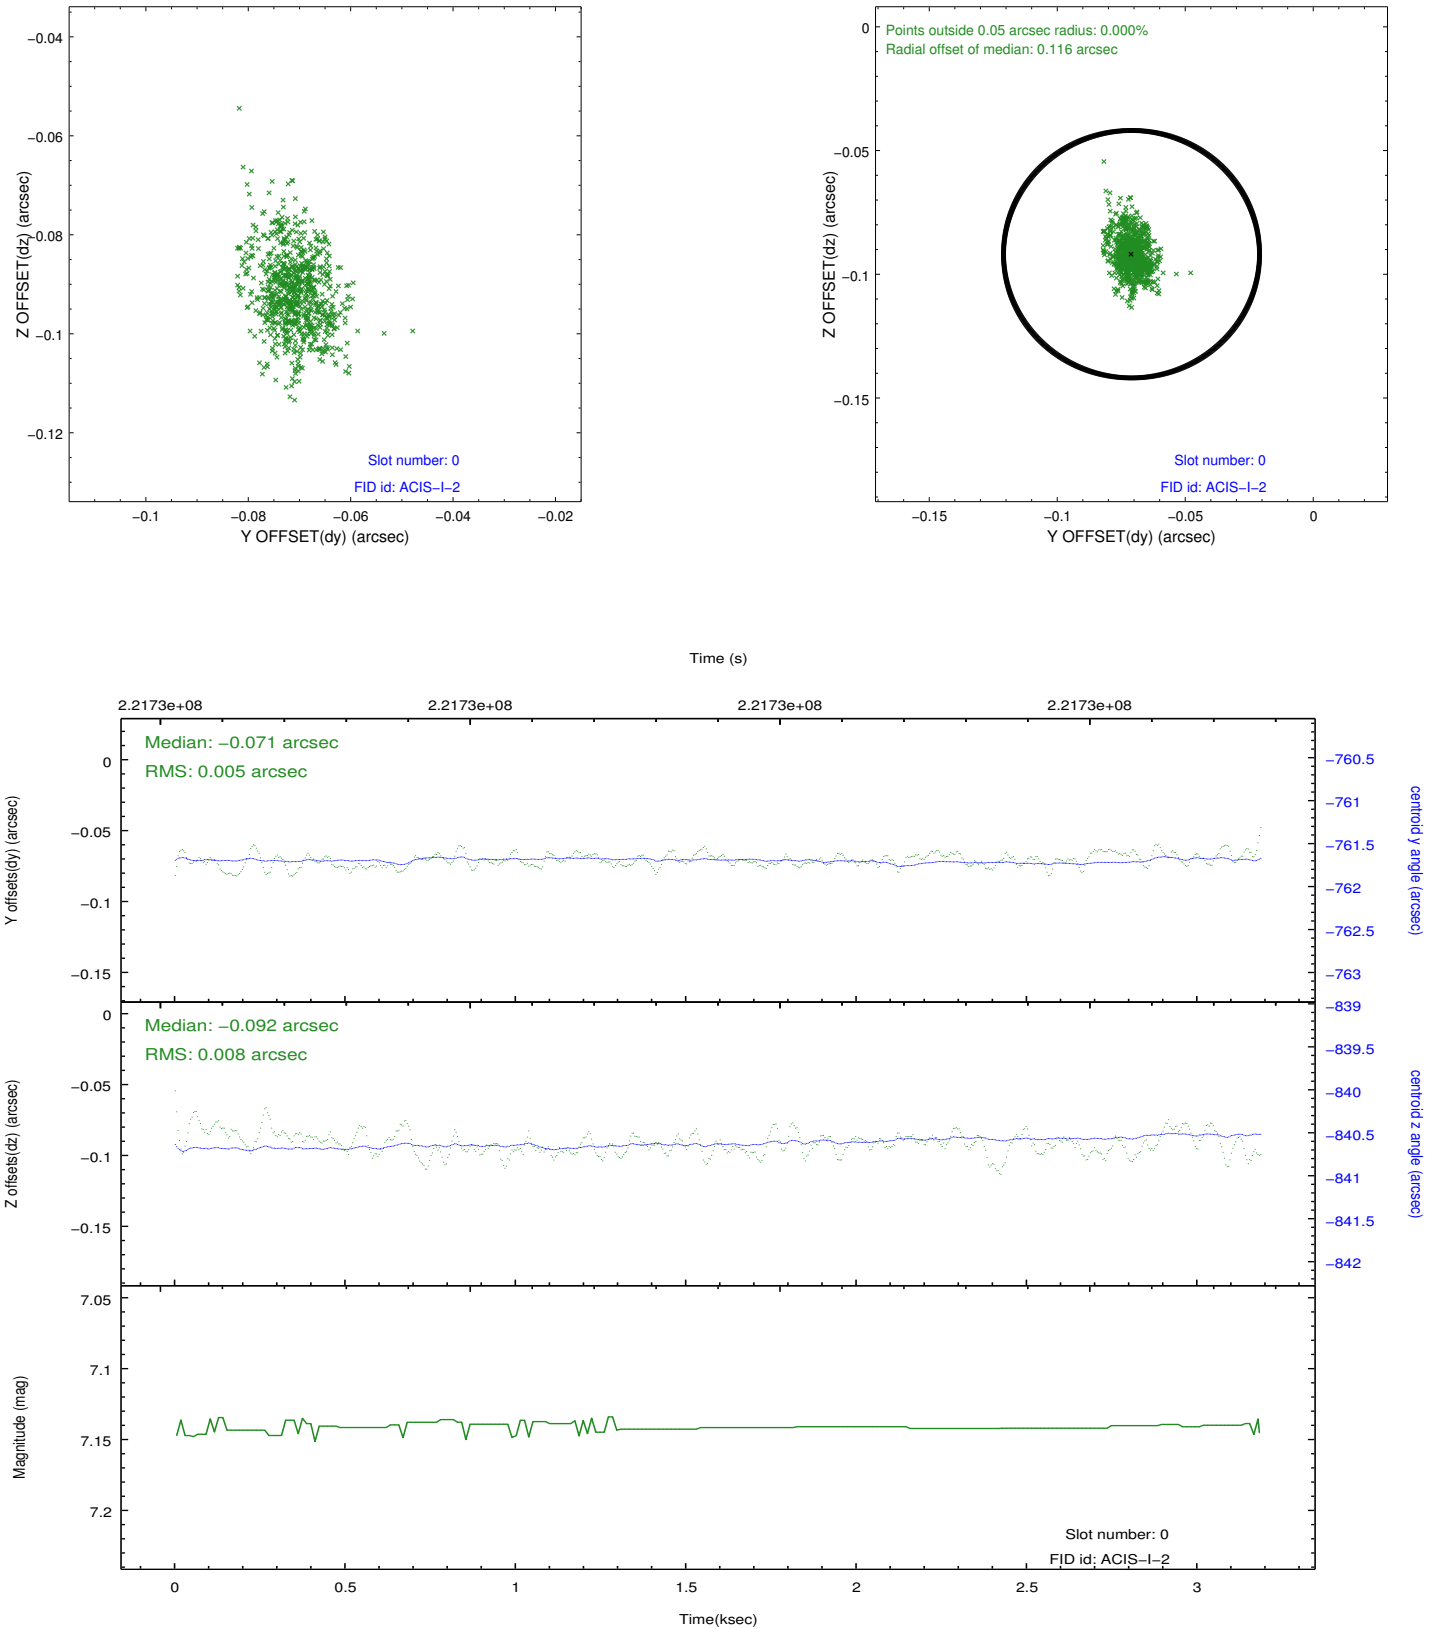 −0.04
−0.06
−0.08
−0.1
−0.12
Z OFFSET(dz) (arcsec)
Slot number: 0
FID id: ACIS−I−2
−0.1
−0.08
−0.06
−0.04
−0.02
Y OFFSET(dy) (arcsec)
Points outside 0.05 arcsec radius: 0.000%
Radial offset of median: 0.116 arcsec
0
−0.05
−0.1
−0.15
Z OFFSET(dz) (arcsec)
Slot number: 0
FID id: ACIS−I−2
−0.15
−0.1
−0.05
0
Y OFFSET(dy) (arcsec)
Time (s)
2.2173e+08
2.2173e+08
2.2173e+08
2.2173e+08
Median: −0.071 arcsec
RMS: 0.005 arcsec
0
−0.05
−0.1
−0.15
Y offsets(dy) (arcsec)
−760.5
−761
−761.5
−762
−762.5
−763
centroid y angle (arcsec)
Median: −0.092 arcsec
RMS: 0.008 arcsec
0
−0.05
−0.1
−0.15
Z offsets(dz) (arcsec)
−839
−839.5
−840
−840.5
−841
−841.5
−842
centroid z angle (arcsec)
7.05
7.1
7.15
7.2
Magnitude (mag)
Slot number: 0
FID id: ACIS−I−2
0
0.5
1
1.5
2
2.5
3
Time(ksec)